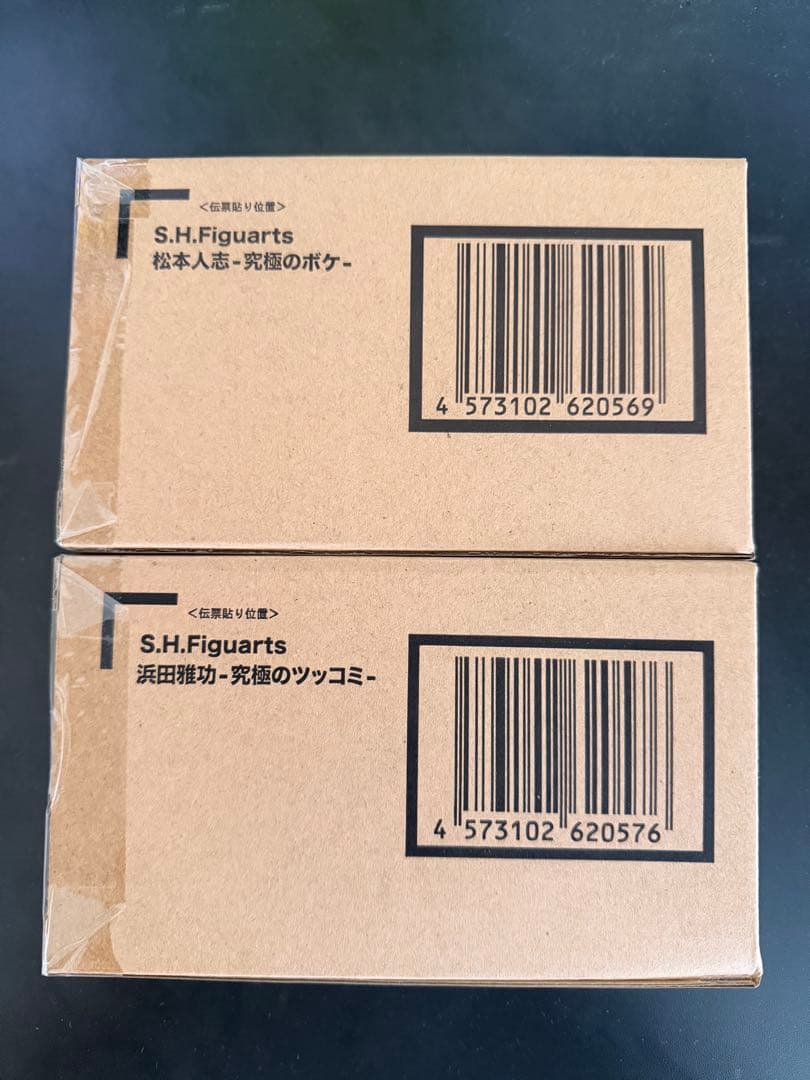 <伝票貼り位置>
S.H.Figuarts
松本人志-究極のボケ-
4 573102 620569
<伝票貼り位置>
S.H.Figuarts
浜田雅功-究極のツッコミ-
4 573102 620576